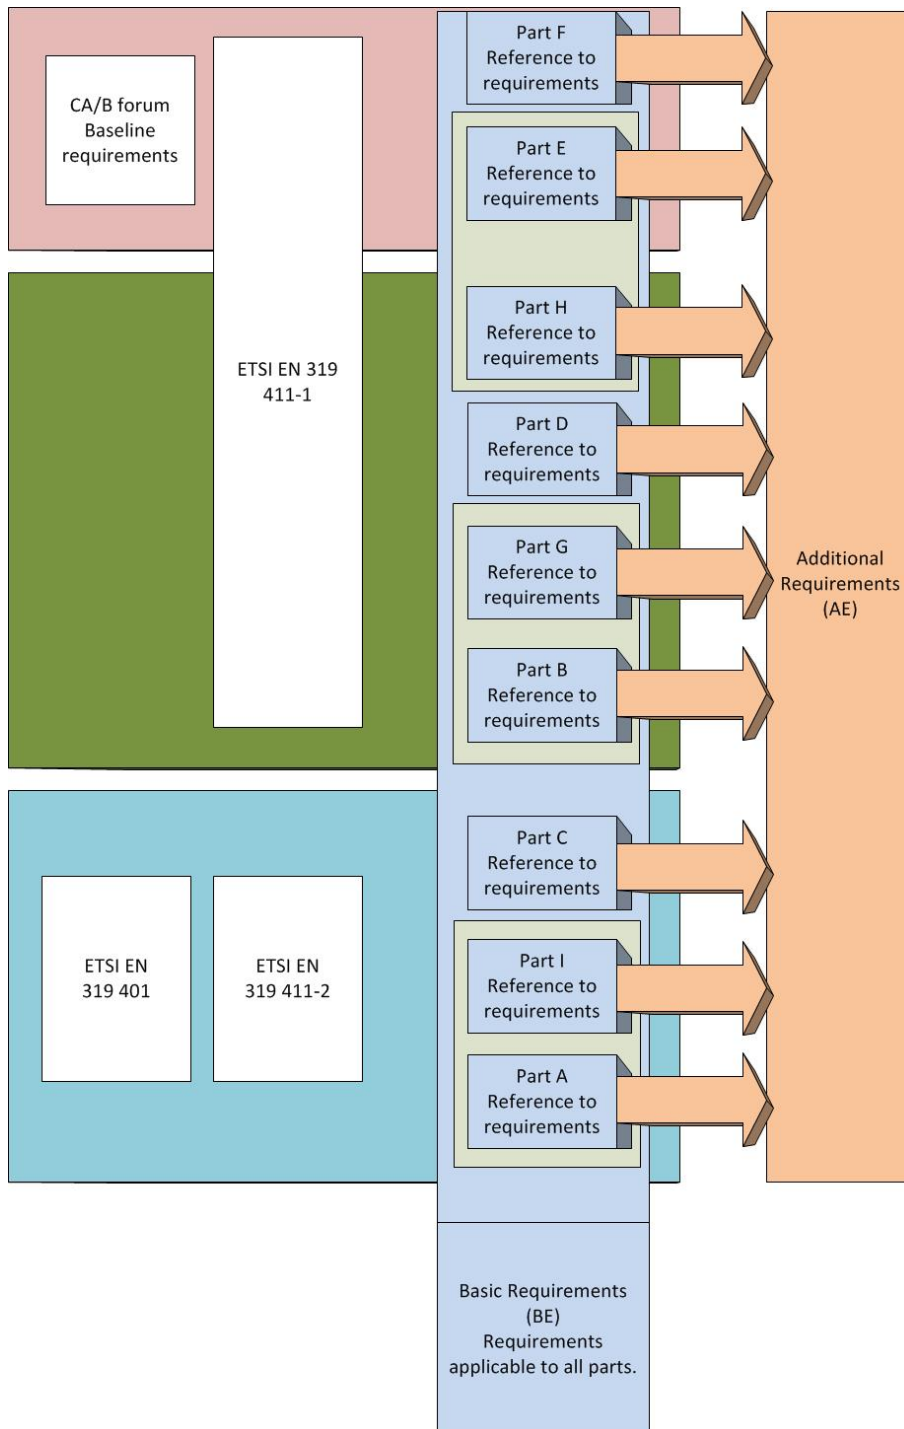 CA/B forum
Baseline
requirements
ETSI EN 319
411-1
Part F
Reference to
requirements
Part E
Reference to
requirements
Part H
Reference to
requirements
Part D
Reference to
requirements
Part G
Reference to
requirements
Part B
Reference to
requirements
Additional
Requirements
(AE)
ETSI EN
319 401
ETSI EN
319 411-2
Part C
Reference to
requirements
Part I
Reference to
requirements
Part A
Reference to
requirements
Basic Requirements
(BE)
Requirements
applicable to all parts.